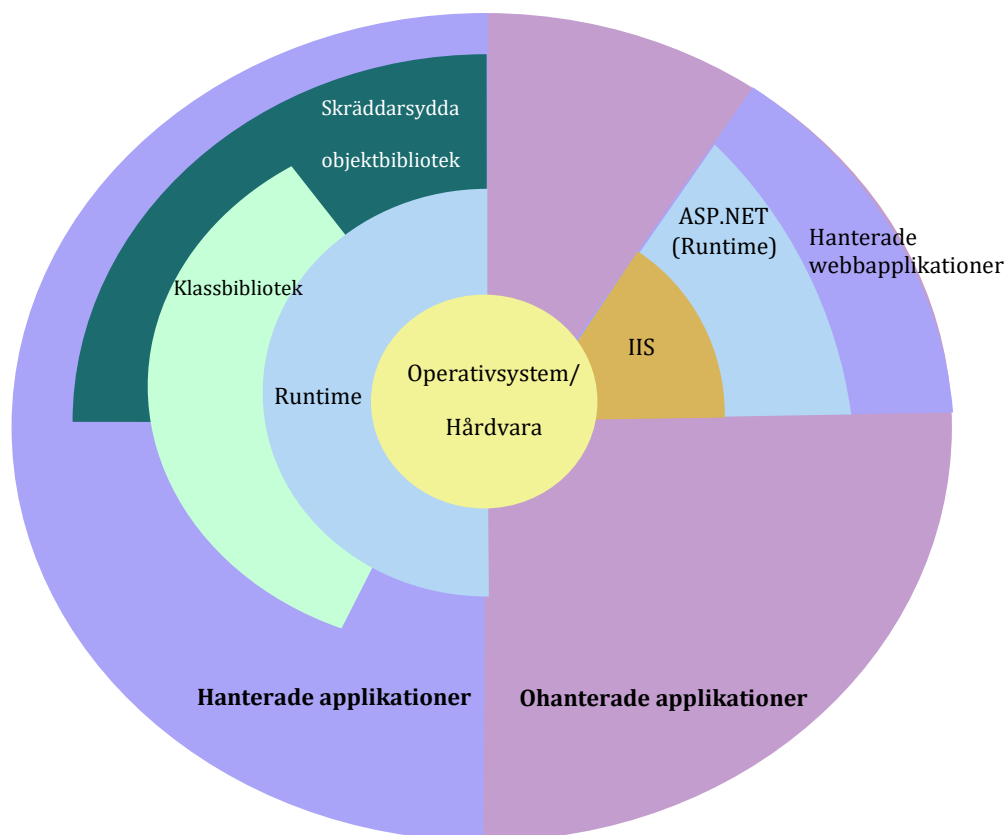 Skräddarsydda
objektbibliotek
ASP.NET
(Runtime)
Hanterade
webbapplikationer
Klassbibliotek
IIS
Runtime
Operativsystem/
Hårdvara
Hanterade applikationer
Ohanterade applikationer